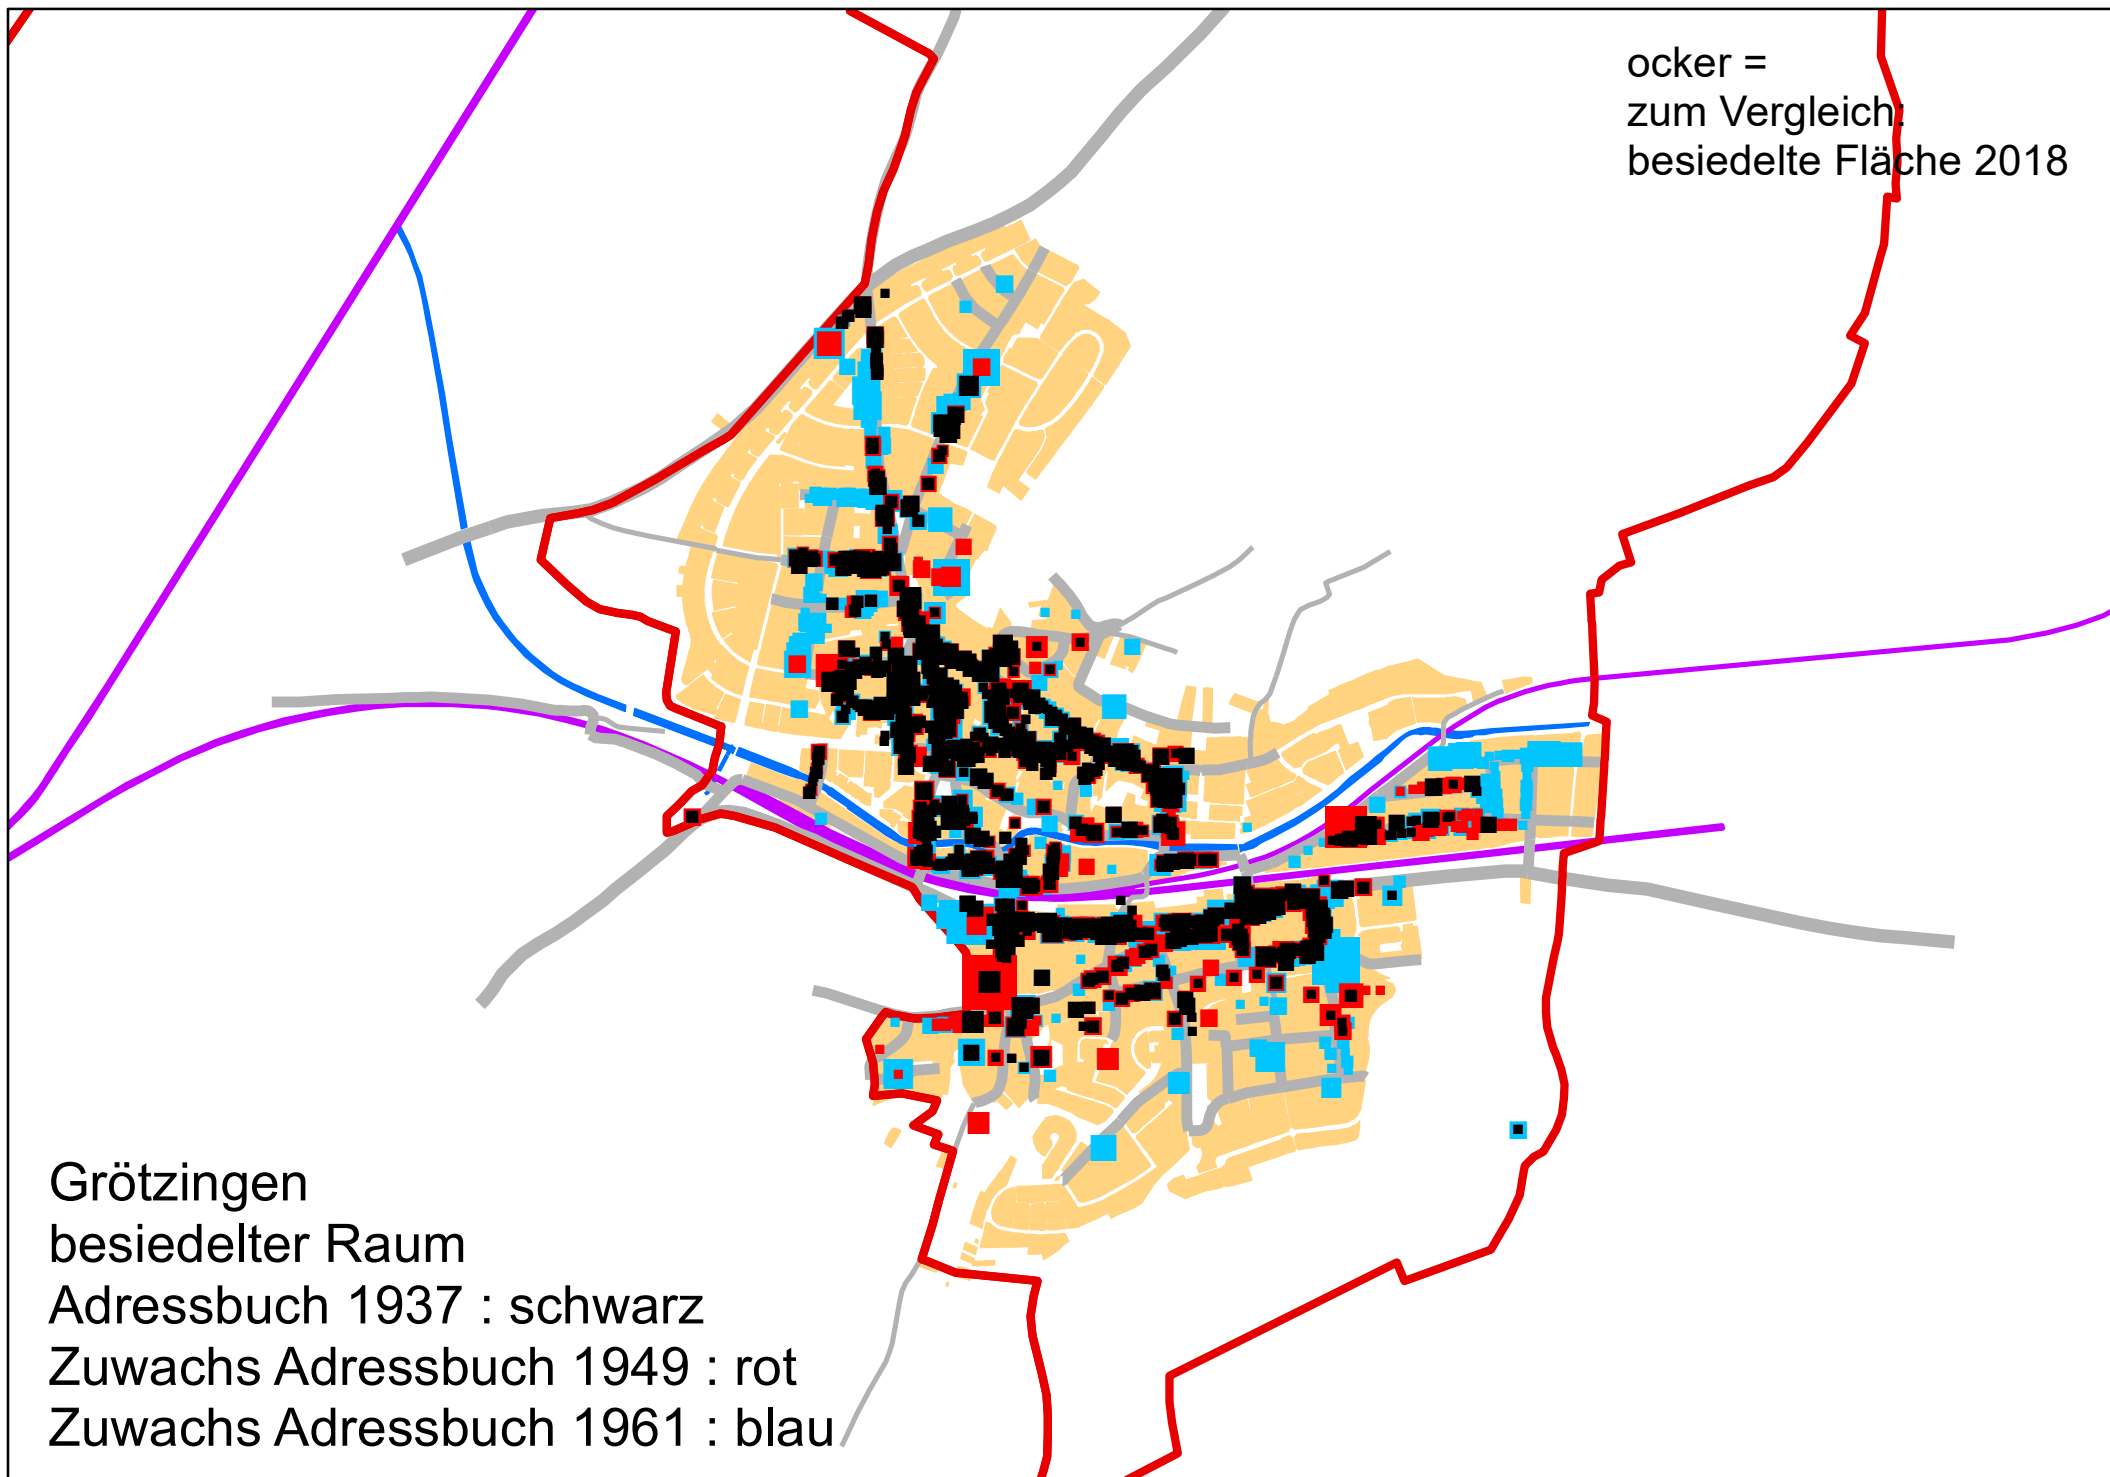 ocker =
zum Vergleich:
besiedelte Fläche 2018
Grötzingen
besiedelter Raum
Adressbuch 1937 : schwarz
Zuwachs Adressbuch 1949 : rot
Zuwachs Adressbuch 1961 : blau